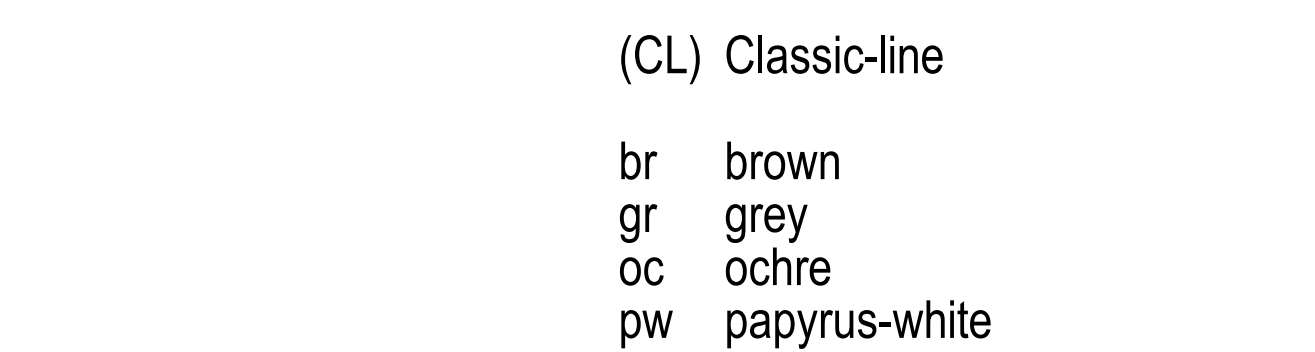 (CL) Classic-line
br brown
gr grey
oc ochre
pw papyrus-white